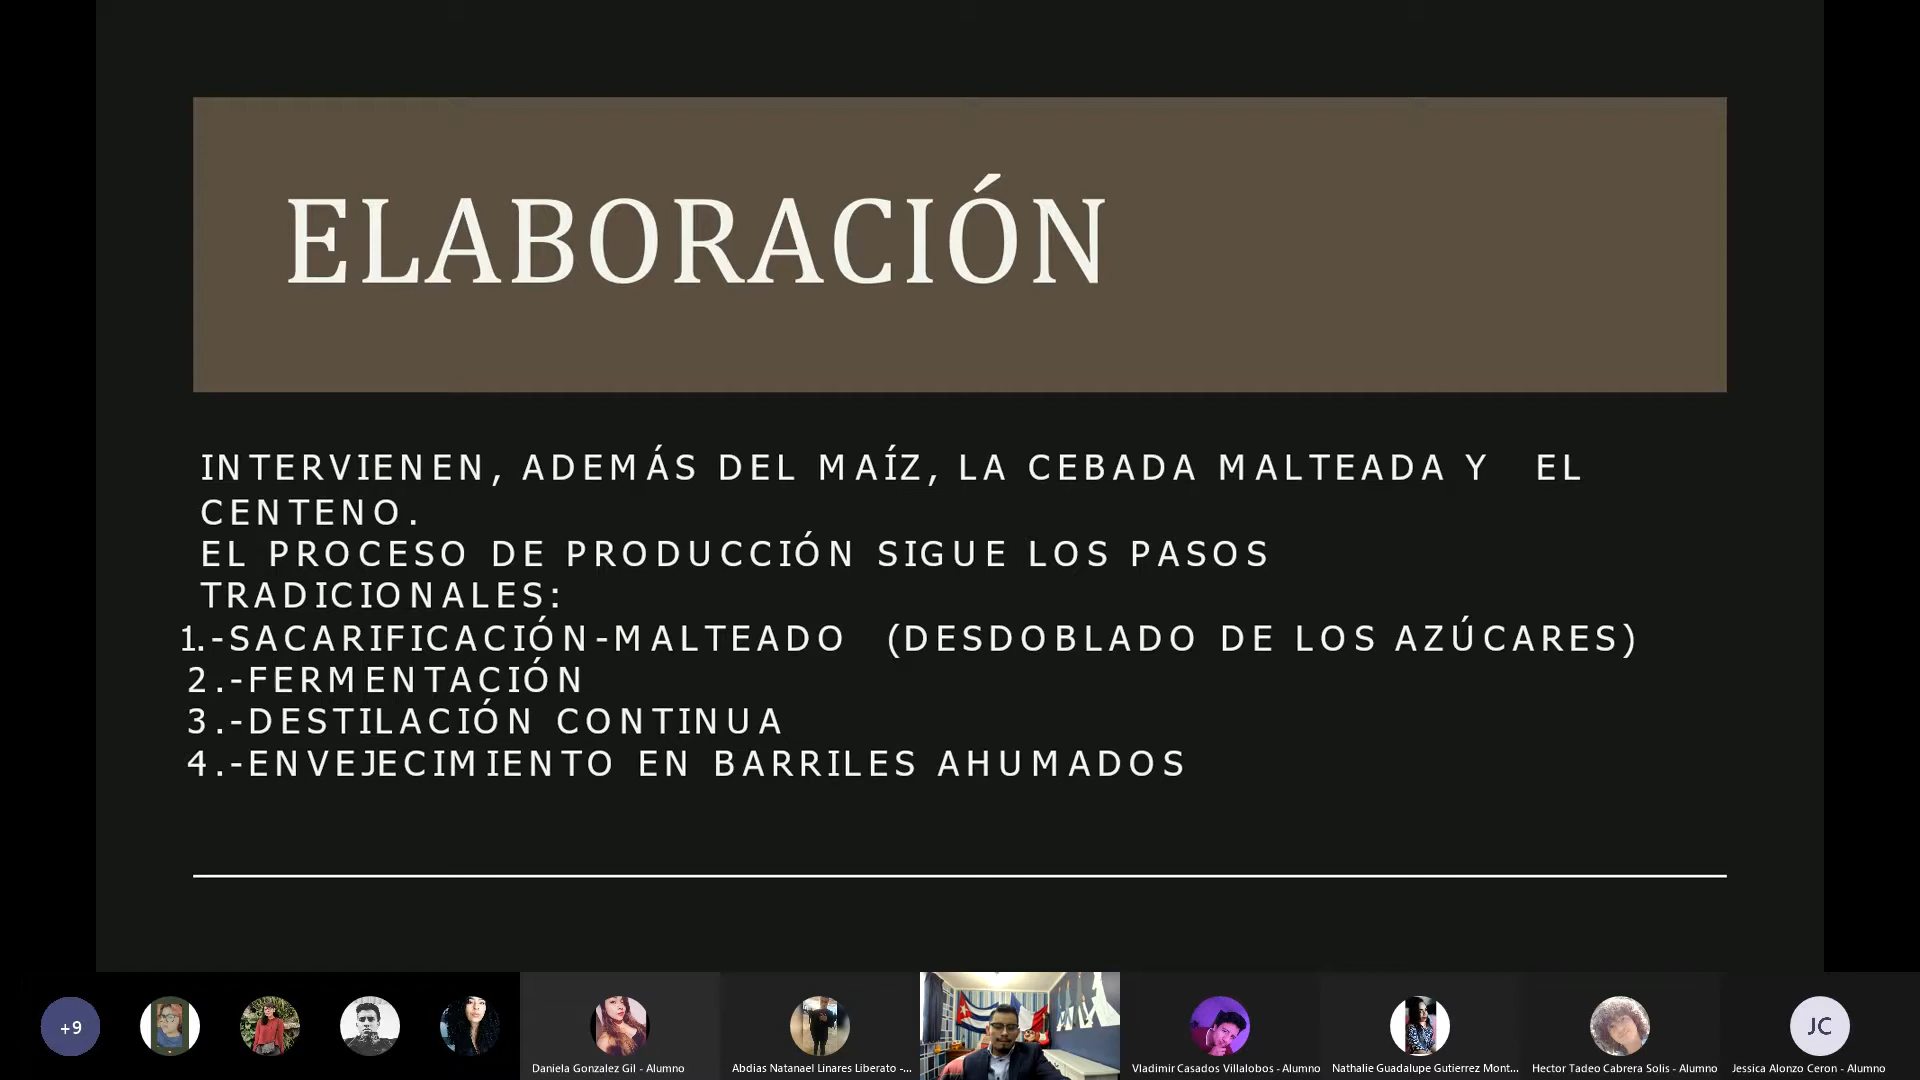 ELABORACIÓN
INTERVIENEN, ADEMÁS DEL MAÍZ, LA CEBADA MALTEADA Y EL
CENTENO.
EL PROCESO DE PRODUCCIÓN SIGUE LOS PASOS
TRADICIONALES:
1.-SACARIFICACIÓN-MALTEADO (DESDOBLADO DE LOS AZÚCARES)
2.-FERMENTACIÓN
3.-DESTILACIÓN CONTINUA
4.-ENVEJECIMIENTO EN BARRILES AHUMADOS
+9
JC
Daniela Gonzalez Gil - Alumno
Abdias Natanael Linares Liberato -...
Vladimir Casados Villalobos - Alumno
Nathalie Guadalupe Gutierrez Mont...
Hector Tadeo Cabrera Solis - Alumno
Jessica Alonzo Ceron - Alumno